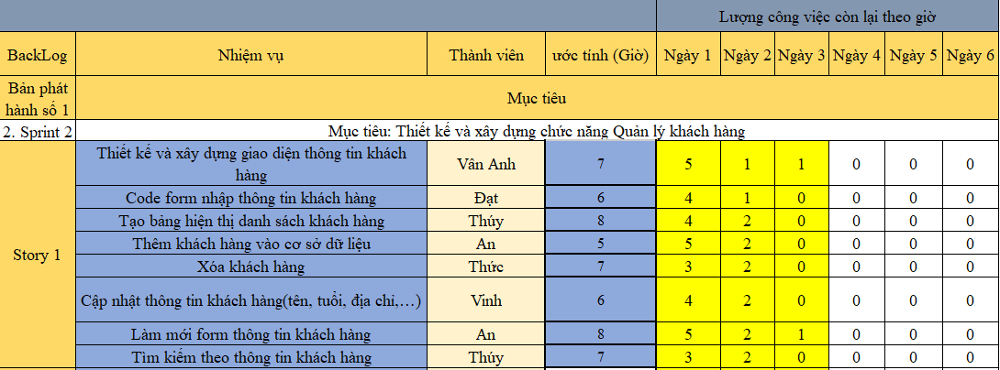 Lượng công việc còn lại theo giờ
BackLog Nhiệm vụ Thành viên ước tính (Giờ) Ngày 1 Ngày 2 Ngày 3 Ngày 4 Ngày 5 Ngày 6
Bản phát hành số 1 Mục tiêu
2. Sprint 2 Mục tiêu: Thiết kế và xây dựng chức năng Quản lý khách hàng
Story 1
Thiết kế và xây dựng giao diện thông tin khách hàng Vân Anh 7 5 1 1 0 0 0
Code form nhập thông tin khách hàng Đạt 6 4 1 0 0 0 0
Tạo bảng hiện thị danh sách khách hàng Thúy 8 4 2 0 0 0 0
Thêm khách hàng vào cơ sở dữ liệu An 5 5 2 0 0 0 0
Xóa khách hàng Thức 7 3 2 0 0 0 0
Cập nhật thông tin khách hàng(tên, tuổi, địa chỉ,…) Vinh 6 4 2 0 0 0 0
Làm mới form thông tin khách hàng An 8 5 2 1 0 0 0
Tìm kiếm theo thông tin khách hàng Thúy 7 3 2 0 0 0 0